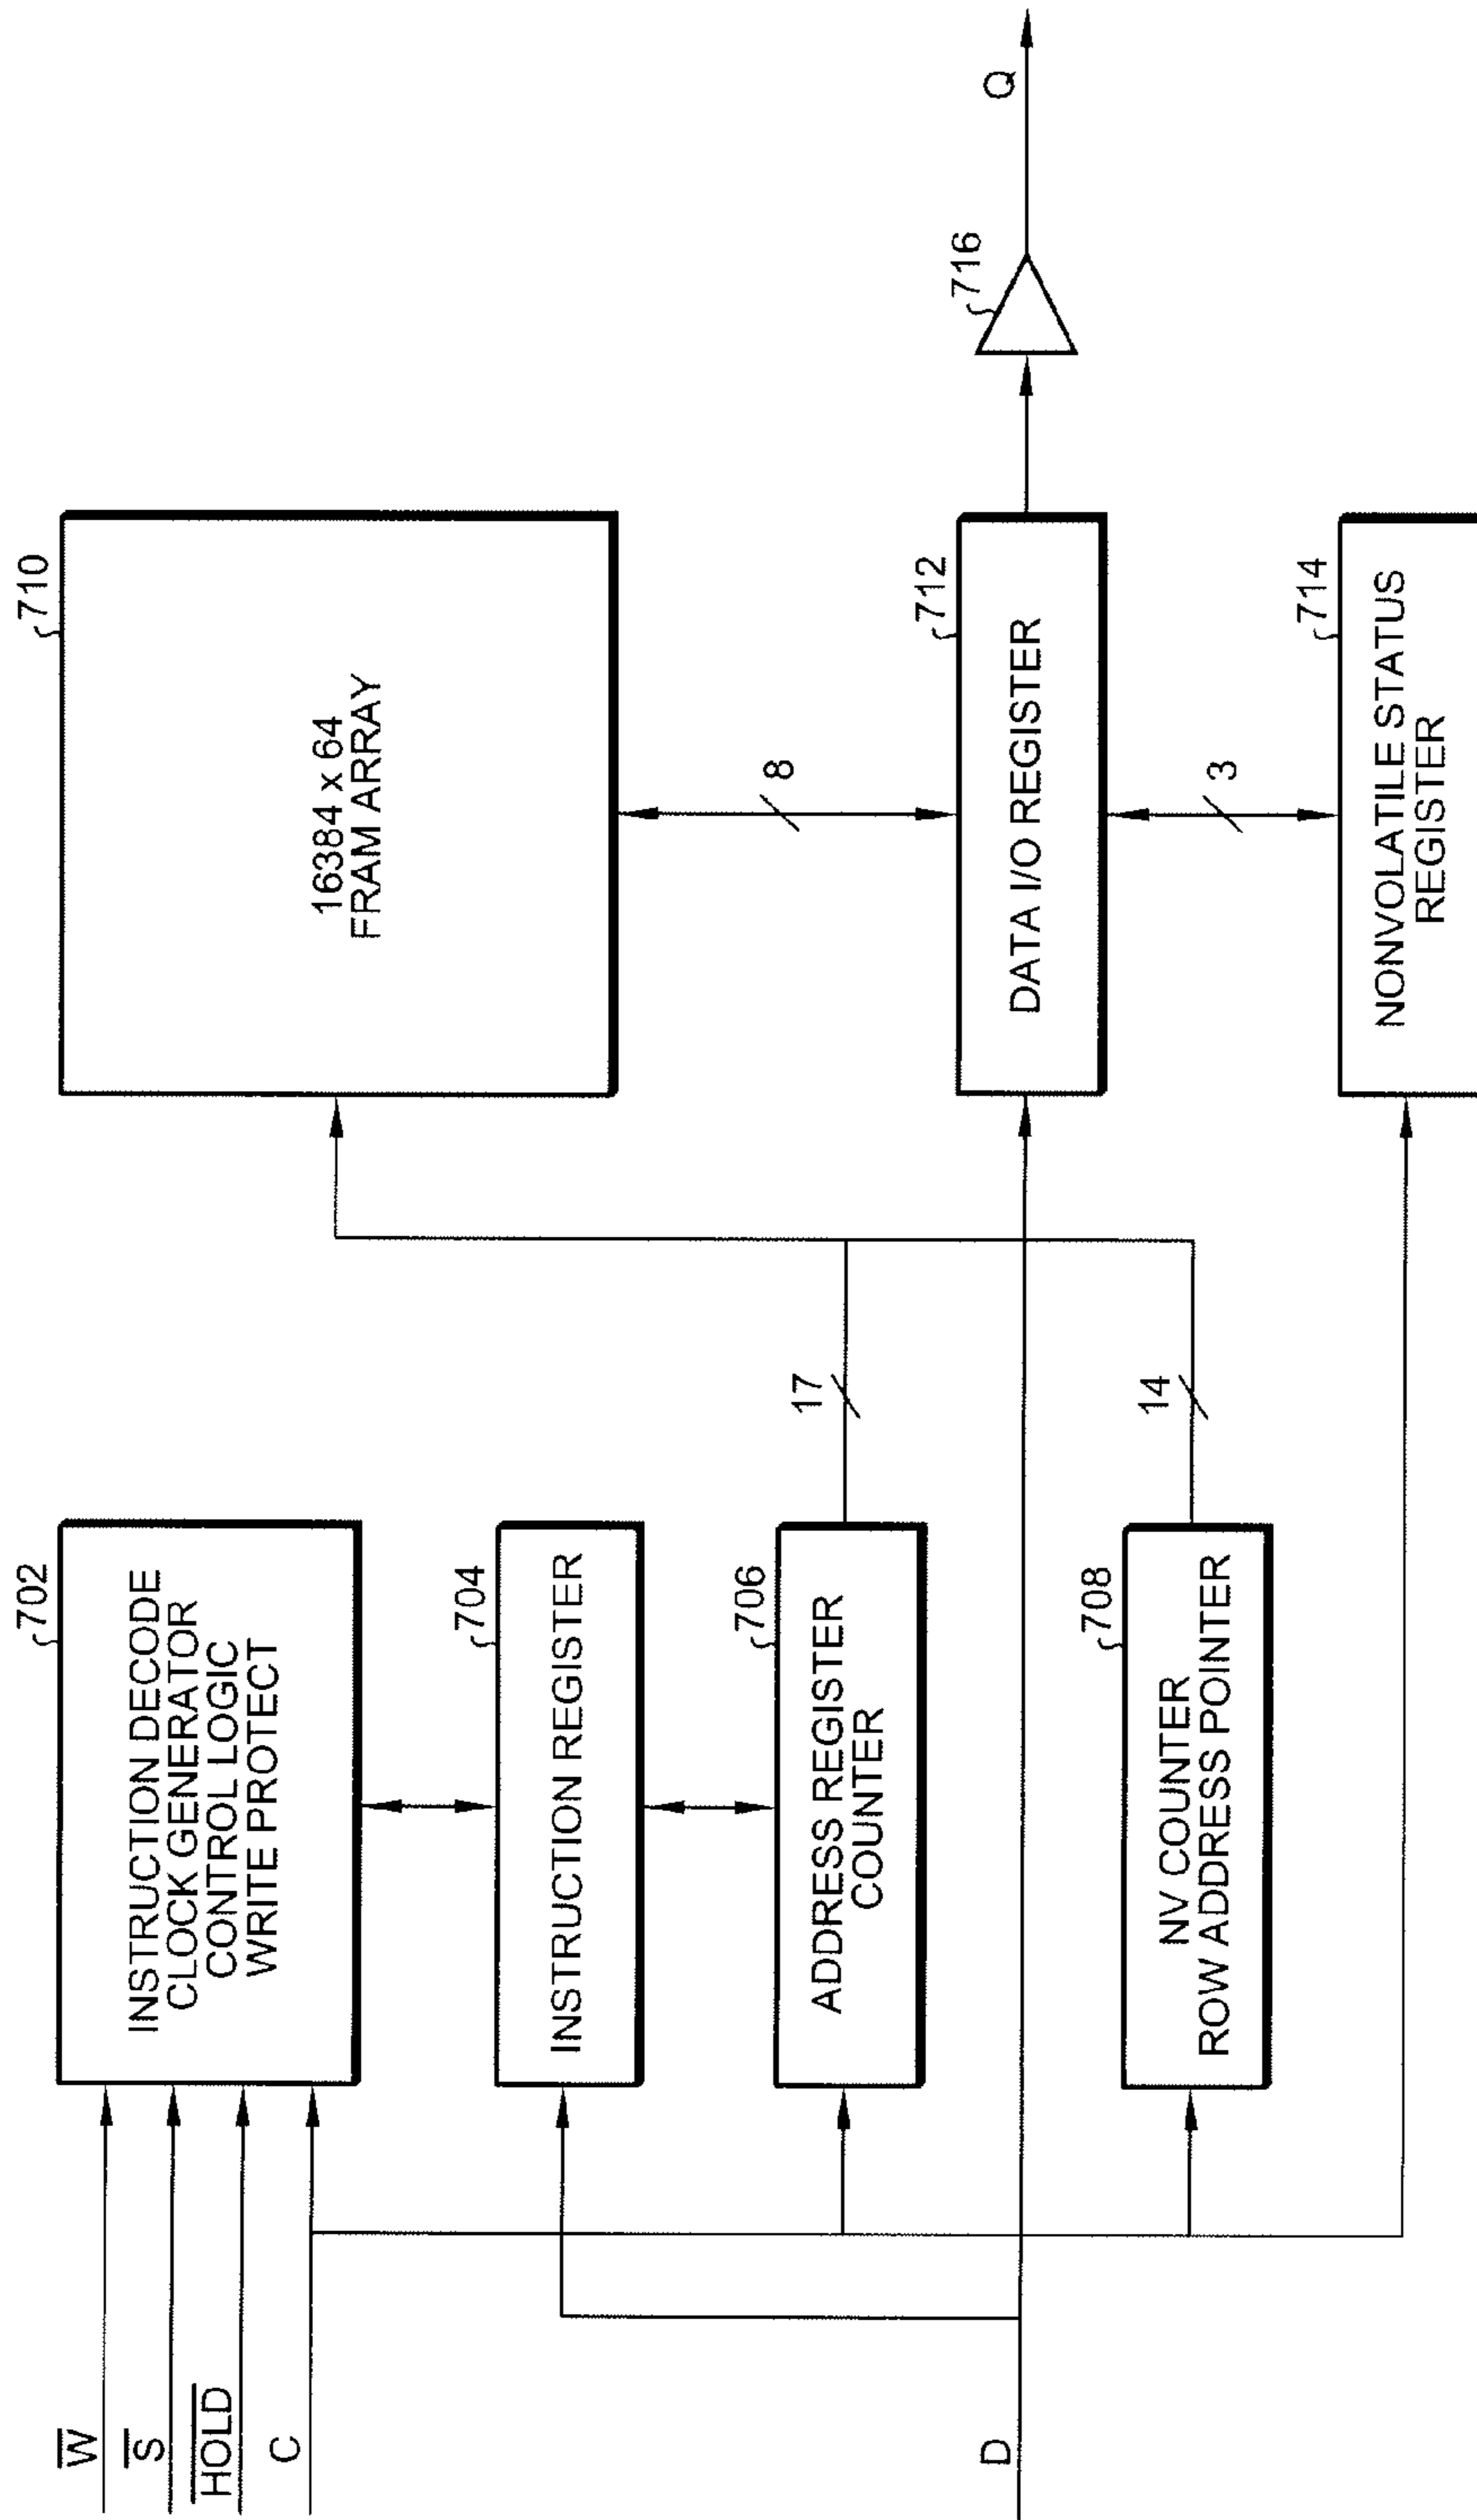 W
S
HOLD
C
D
702
INSTRUCTION DECODE
CLOCK GENERATOR
CONTROL LOGIC
WRITE PROTECT
704
INSTRUCTION REGISTER
706
ADDRESS REGISTER
COUNTER
708
NV COUNTER
ROW ADDRESS POINTER
17
14
710
16384 x 64
FRAM ARRAY
8
712
DATA I/O REGISTER
3
714
NONVOLATILE STATUS
REGISTER
716
Q